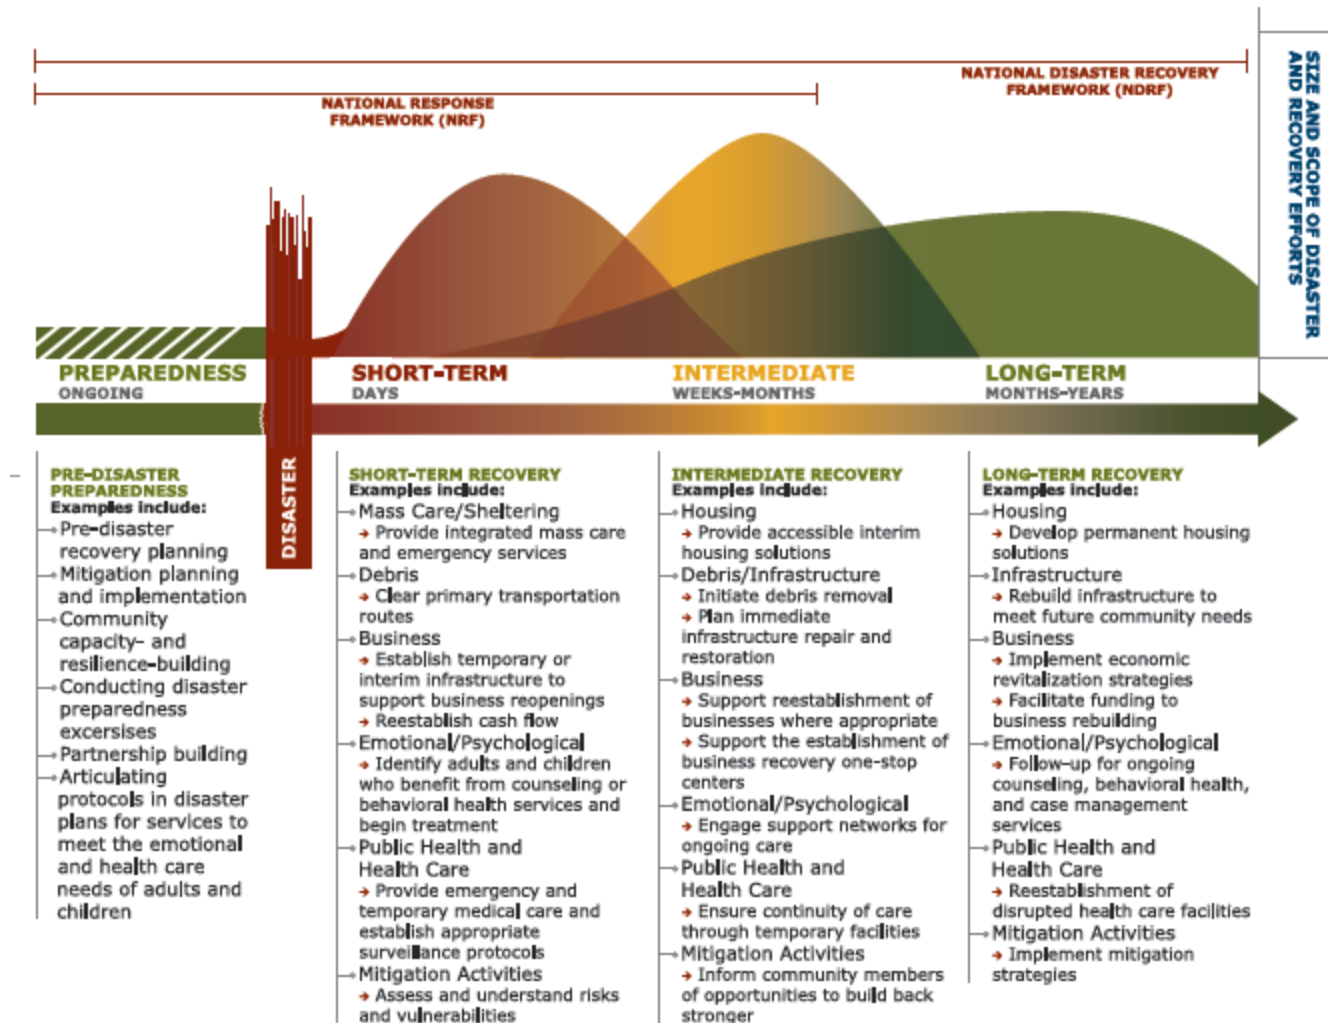 NATIONAL DISASTER RECOVERY
FRAMEWORK (NDRF)
NATIONAL RESPONSE
FRAMEWORK (NRF)
SIZE AND SCOPE OF DISASTER
AND RECOVERY EFFORTS
PREPAREDNESS
ONGOING
SHORT-TERM
DAYS
INTERMEDIATE
WEEKS-MONTHS
LONG-TERM
MONTHS-YEARS
DISASTER
PRE-DISASTER
PREPAREDNESS
Examples include:
Pre-disaster
recovery planning
Mitigation planning
and implementation
Community
capacity- and
resilience-building
Conducting disaster
preparedness
excersises
Partnership building
Articulating
protocols in disaster
plans for services to
meet the emotional
and health care
needs of adults and
children
SHORT-TERM RECOVERY
Examples include:
Mass Care/Sheltering
→ Provide integrated mass care
and emergency services
Debris
→ Clear primary transportation
routes
Business
→ Establish temporary or
interim infrastructure to
support business reopenings
→ Reestablish cash flow
Emotional/Psychological
→ Identify adults and children
who benefit from counseling or
behavioral health services and
begin treatment
Public Health and
Health Care
→ Provide emergency and
temporary medical care and
establish appropriate
surveillance protocols
Mitigation Activities
→ Assess and understand risks
and vulnerabilities
INTERMEDIATE RECOVERY
Examples include:
Housing
→ Provide accessible interim
housing solutions
Debris/Infrastructure
→ Initiate debris removal
→ Plan immediate
infrastructure repair and
restoration
Business
→ Support reestablishment of
businesses where appropriate
→ Support the establishment of
business recovery one-stop
centers
Emotional/Psychological
→ Engage support networks for
ongoing care
Public Health and
Health Care
→ Ensure continuity of care
through temporary facilities
Mitigation Activities
→ Inform community members
of opportunities to build back
stronger
LONG-TERM RECOVERY
Examples include:
Housing
→ Develop permanent housing
solutions
Infrastructure
→ Rebuild infrastructure to
meet future community needs
Business
→ Implement economic
revitalization strategies
→ Facilitate funding to
business rebuilding
Emotional/Psychological
→ Follow-up for ongoing
counseling, behavioral health,
and case management
services
Public Health and
Health Care
→ Reestablishment of
disrupted health care facilities
Mitigation Activities
→ Implement mitigation
strategies